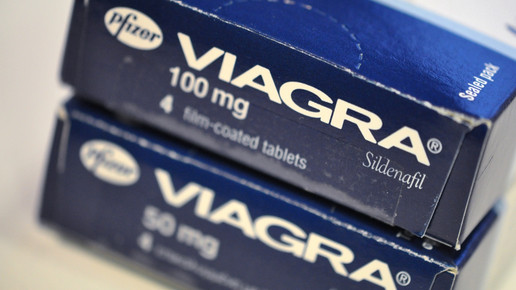 Pfizer
VIAGRA®
100 mg
4 film-coated tablets
Sildenafil
Sealed pack
Pfizer
VIAGRA®
50 mg